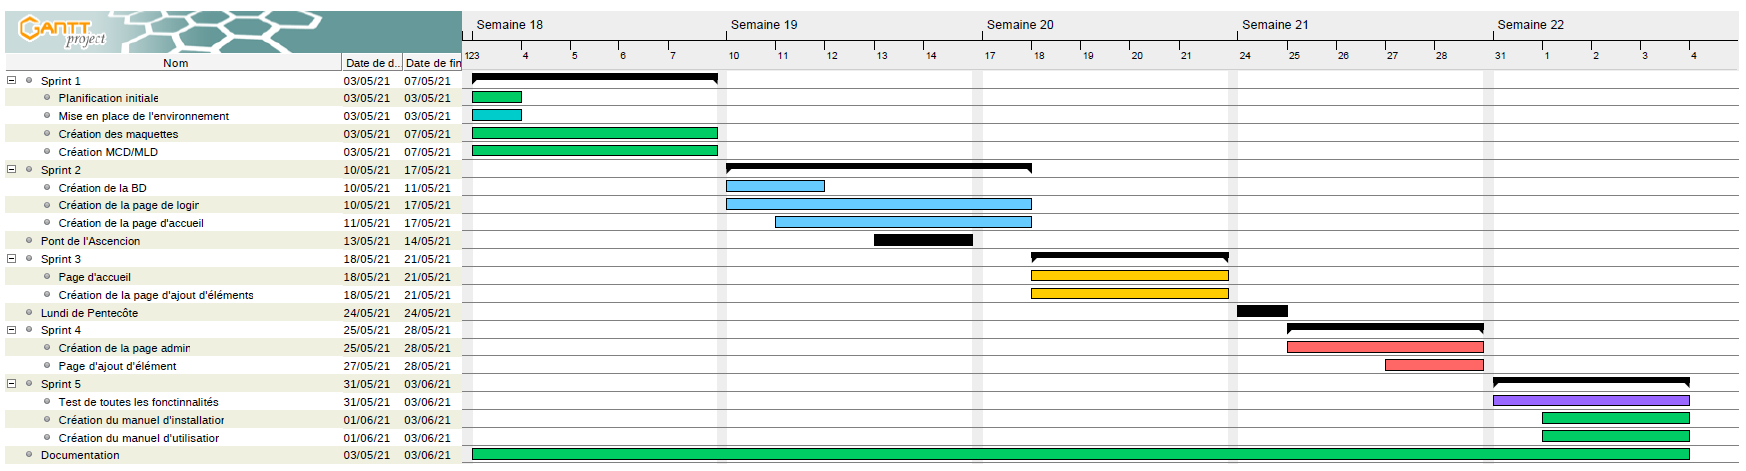 GANTT project
Semaine 18 Semaine 19 Semaine 20 Semaine 21 Semaine 22
123 4 5 6 7 10 11 12 13 14 17 18 19 20 21 24 25 26 27 28 31 1 2 3 4
Nom Date de d... Date de fin
Sprint 1 03/05/21 07/05/21
Planification initiale 03/05/21 03/05/21
Mise en place de l'environnement 03/05/21 03/05/21
Création des maquettes 03/05/21 07/05/21
Création MCD/MLD 03/05/21 07/05/21
Sprint 2 10/05/21 17/05/21
Création de la BD 10/05/21 11/05/21
Création de la page de login 10/05/21 17/05/21
Création de la page d'accueil 11/05/21 17/05/21
Pont de l'Ascencion 13/05/21 14/05/21
Sprint 3 18/05/21 21/05/21
Page d'accueil 18/05/21 21/05/21
Création de la page d'ajout d'éléments 18/05/21 21/05/21
Lundi de Pentecôte 24/05/21 24/05/21
Sprint 4 25/05/21 28/05/21
Création de la page admin 25/05/21 28/05/21
Page d'ajout d'élément 27/05/21 28/05/21
Sprint 5 31/05/21 03/06/21
Test de toutes les fonctinnalités 31/05/21 03/06/21
Création du manuel d'installation 01/06/21 03/06/21
Création du manuel d'utilisation 01/06/21 03/06/21
Documentation 03/05/21 03/06/21